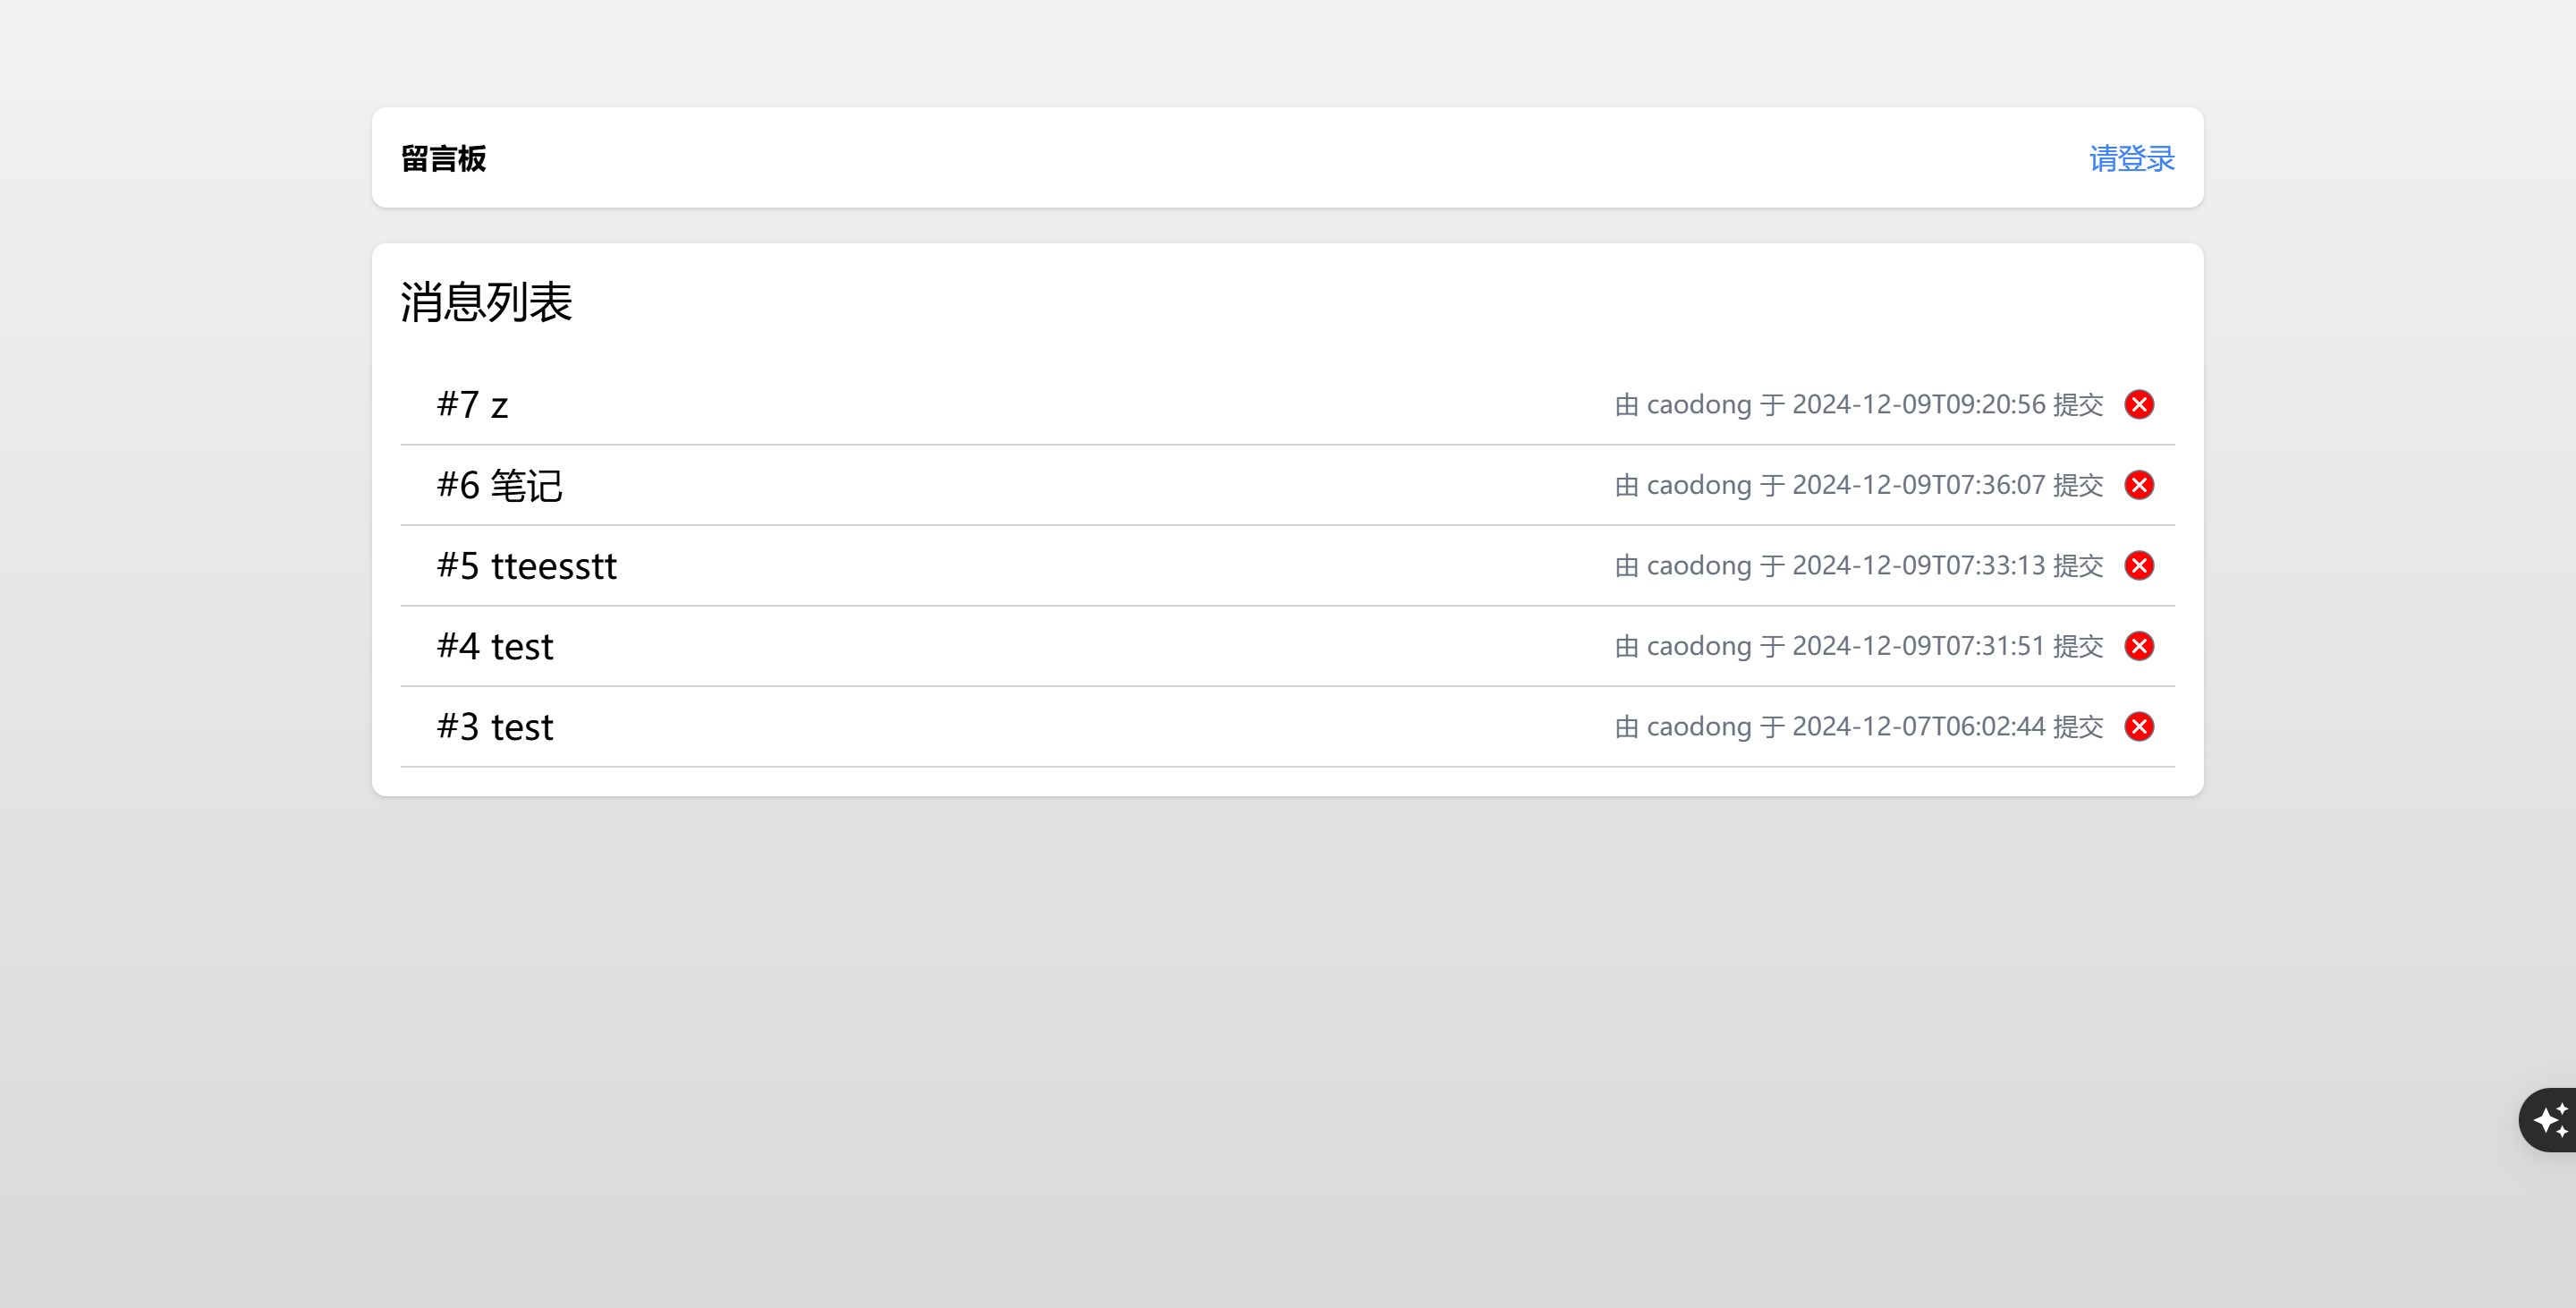 留言板
请登录
消息列表
#7 z
由 caodong 于 2024-12-09T09:20:56 提交
#6 笔记
由 caodong 于 2024-12-09T07:36:07 提交
#5 tteesstt
由 caodong 于 2024-12-09T07:33:13 提交
#4 test
由 caodong 于 2024-12-09T07:31:51 提交
#3 test
由 caodong 于 2024-12-07T06:02:44 提交